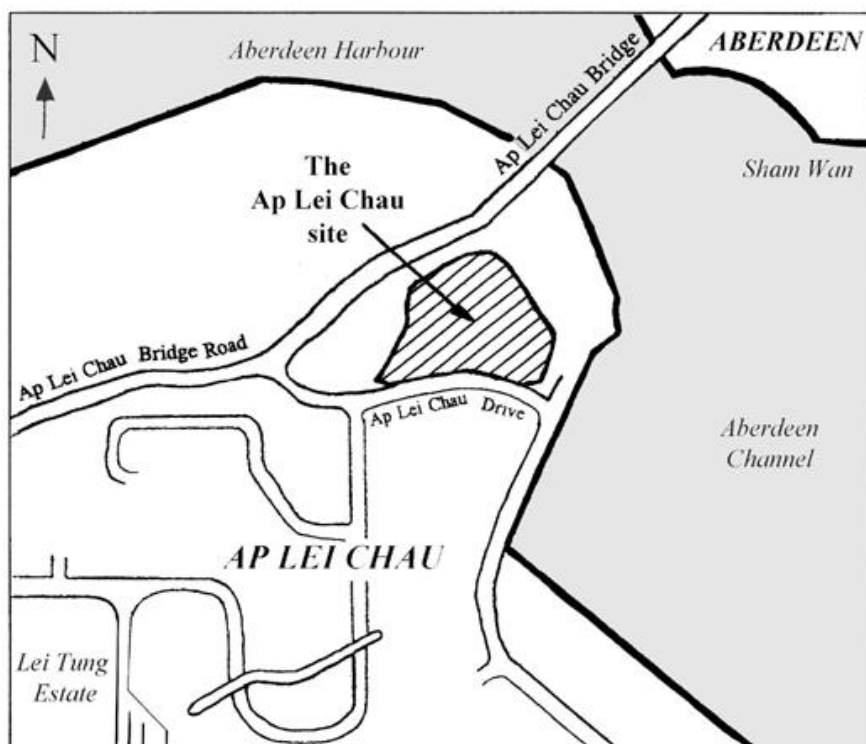 N
Aberdeen Harbour
ABERDEEN
Ap Lei Chau Bridge
Sham Wan
The
Ap Lei Chau
site
Ap Lei Chau Bridge Road
Ap Lei Chau Drive
Aberdeen
Channel
AP LEI CHAU
Lei Tung
Estate